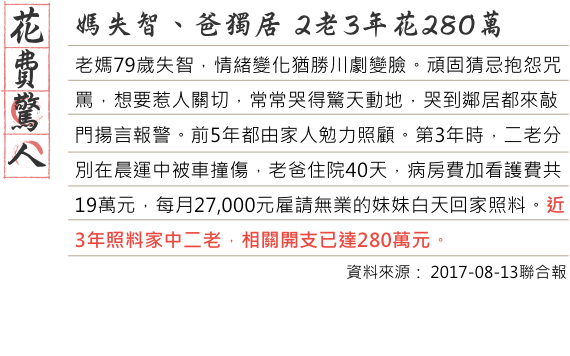 花費驚人
媽失智、爸獨居 2老3年花280萬
老媽79歲失智，情緒變化猶勝川劇變臉。頑固猜忌抱怨咒
罵，想要惹人關切，常常哭得驚天動地，哭到鄰居都來敲
門揚言報警。前5年都由家人勉力照顧。第3年時，二老分
別在晨運中被車撞傷，老爸住院40天，病房費加看護費共
19萬元，每月27,000元雇請無業的妹妹白天回家照料。近
3年照料家中二老，相關開支已達280萬元。
資料來源： 2017-08-13聯合報